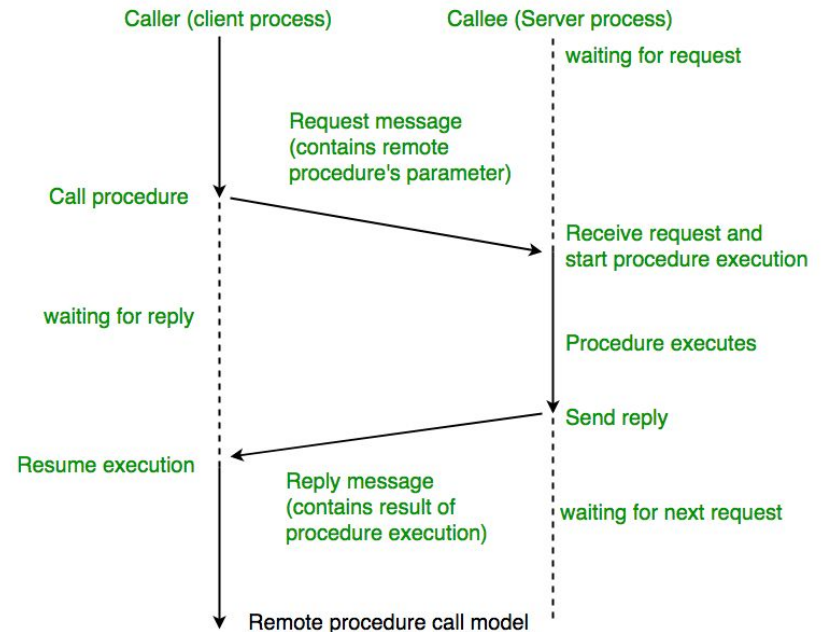 Caller (client process)
Callee (Server process)
waiting for request
Request message
(contains remote
procedure's parameter)
Call procedure
Receive request and
start procedure execution
waiting for reply
Procedure executes
Send reply
Resume execution
Reply message
(contains result of
procedure execution)
waiting for next request
Remote procedure call model